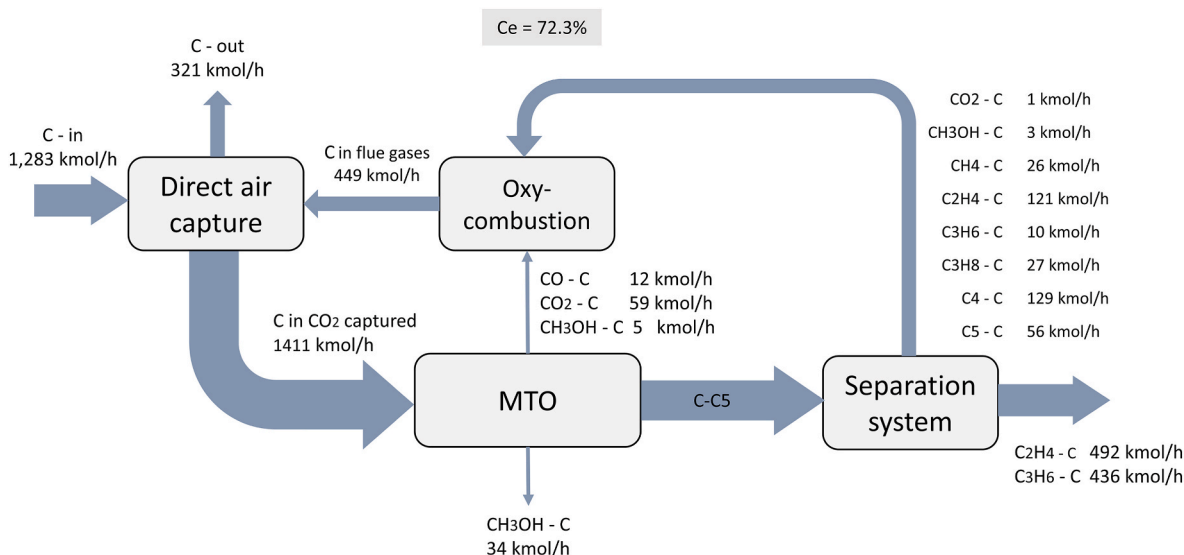 Ce = 72.3%
C - out
321 kmol/h
C - in
1,283 kmol/h
Direct air
capture
C in flue gases
449 kmol/h
Oxy-
combustion
CO2 - C 1 kmol/h
CH3OH - C 3 kmol/h
CH4 - C 26 kmol/h
C2H4 - C 121 kmol/h
C3H6 - C 10 kmol/h
C3H8 - C 27 kmol/h
C4 - C 129 kmol/h
C5 - C 56 kmol/h
CO - C 12 kmol/h
CO2 - C 59 kmol/h
CH3OH - C 5 kmol/h
C in CO2 captured
1411 kmol/h
MTO
C-C5
Separation
system
C2H4 - C 492 kmol/h
C3H6 - C 436 kmol/h
CH3OH - C
34 kmol/h